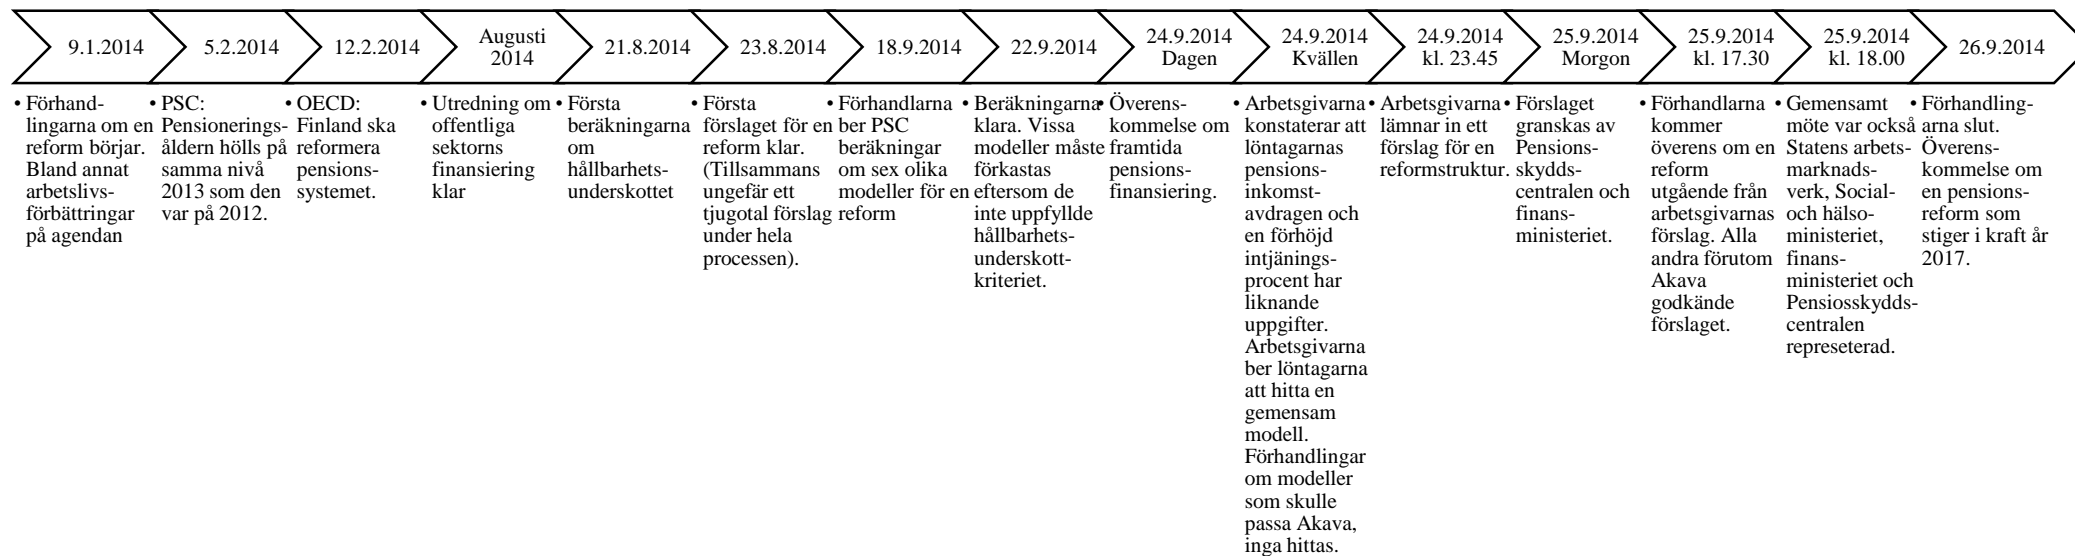 9.1.2014
5.2.2014
12.2.2014
Augusti
2014
21.8.2014
23.8.2014
18.9.2014
22.9.2014
24.9.2014
Dagen
24.9.2014
Kvällen
24.9.2014
kl. 23.45
25.9.2014
Morgon
25.9.2014
kl. 17.30
25.9.2014
kl. 18.00
26.9.2014
• Förhand-
lingarna om en
reform börjar.
Bland annat
arbetslivs-
förbättringar
på agendan
• PSC:
Pensionerings-
åldern hölls på
samma nivå
2013 som den
var på 2012.
• OECD:
Finland ska
reformera
pensions-
systemet.
• Utredning om
offentliga
sektorns
finansiering
klar
• Första
beräkningarna
om
hållbarhets-
underskottet
• Första
förslaget för en
reform klar.
(Tillsammans
ungefär ett
tjugotal förslag
under hela
processen).
• Förhandlarna
ber PSC
beräkningar
om sex olika
modeller för en
reform
• Beräkningarna
klara. Vissa
modeller måste
förkastas
eftersom de
inte uppfyllde
hållbarhets-
underskott-
kriteriet.
• Överens-
kommelse om
framtida
pensions-
finansiering.
• Arbetsgivarna
konstaterar att
löntagarnas
pensions-
inkomst-
avdragen och
en förhöjd
intjänings-
procent har
liknande
uppgifter.
Arbetsgivarna
ber löntagarna
att hitta en
gemensam
modell.
Förhandlingar
om modeller
som skulle
passa Akava,
inga hittas.
• Arbetsgivarna
lämnar in ett
förslag för en
reformstruktur.
• Förslaget
granskas av
Pensions-
skydds-
centralen och
finans-
ministeriet.
• Förhandlarna
kommer
överens om en
reform
utgående från
arbetsgivarnas
förslag. Alla
andra förutom
Akava
godkände
förslaget.
• Gemensamt
möte var också
Statens arbets-
marknads-
verk, Social-
och hälso-
ministeriet,
finans-
ministeriet och
Pensiosskydds-
centralen
represeterad.
• Förhandling-
arna slut.
Överens-
kommelse om
en pensions-
reform som
stiger i kraft år
2017.